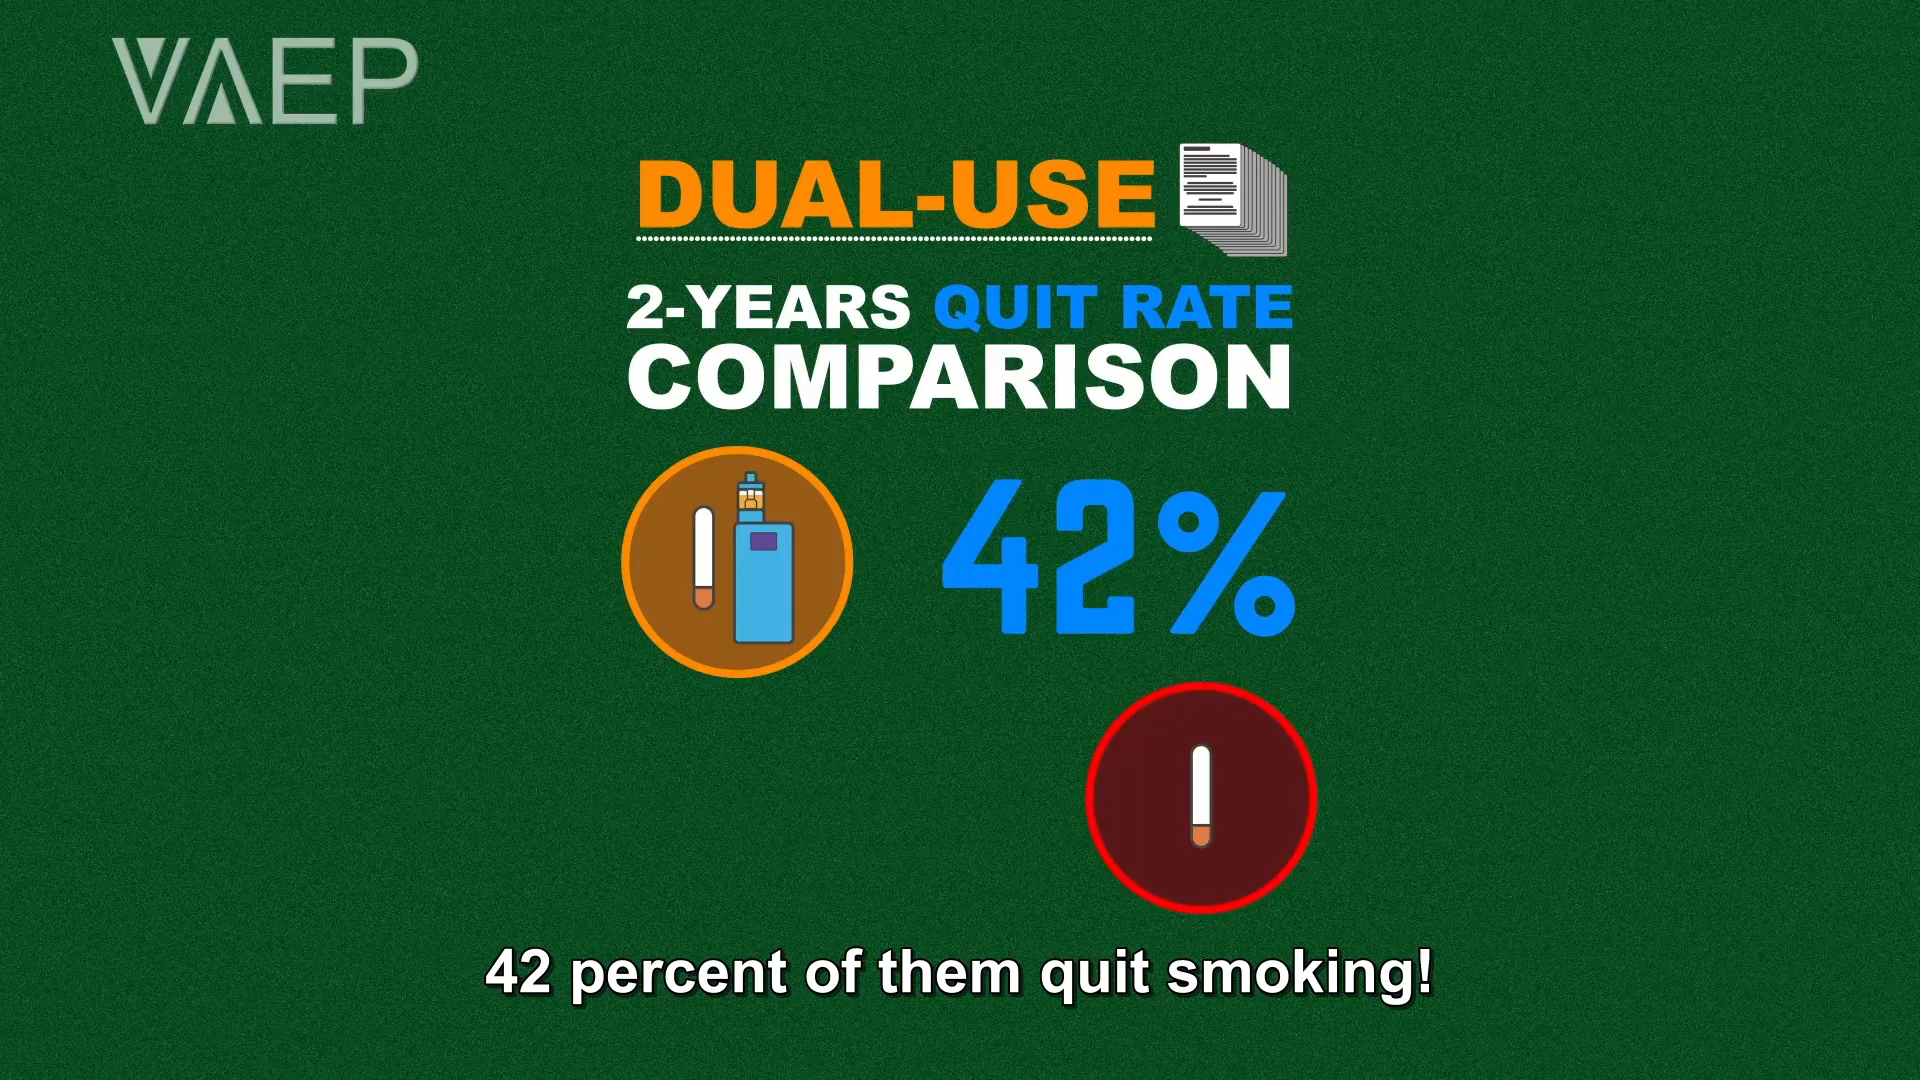 VAEP
DUAL-USE
2-YEARS QUIT RATE
COMPARISON
42%
42 percent of them quit smoking!